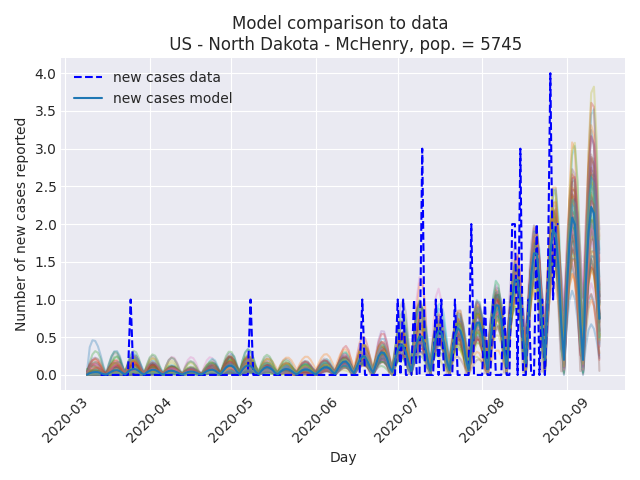 Model comparison to data
US - North Dakota - McHenry, pop. = 5745
new cases data
new cases model
Number of new cases reported
4.0
3.5
3.0
2.5
2.0
1.5
1.0
0.5
0.0
2020-03
2020-04
2020-05
2020-06
2020-07
2020-08
2020-09
Day